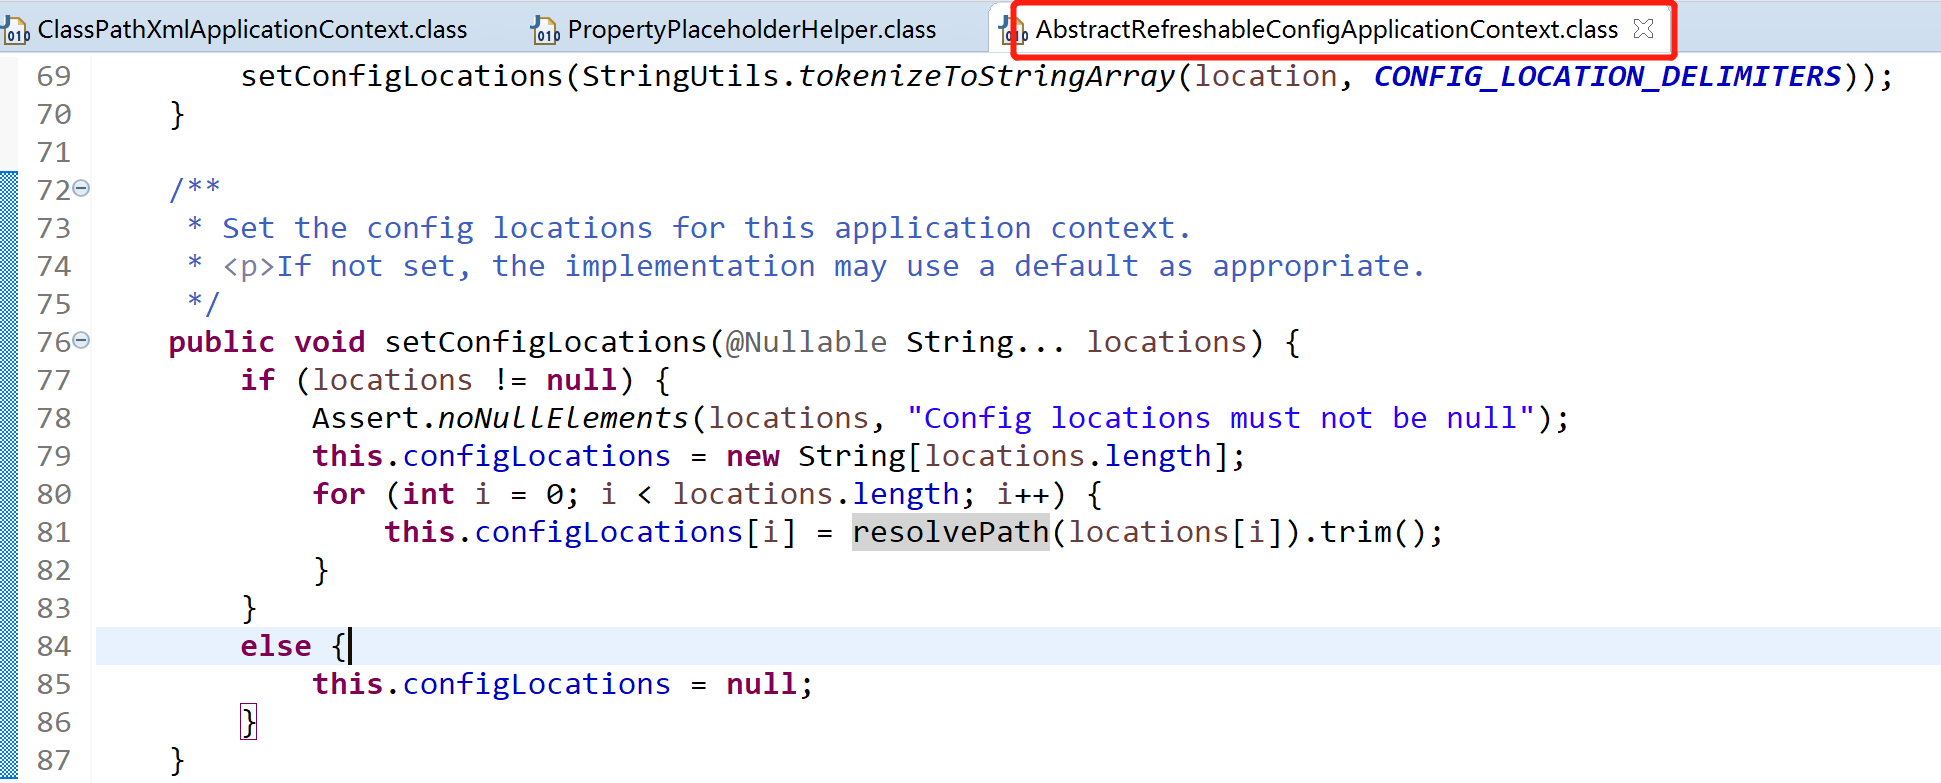 ClassPathXmlApplicationContext.class PropertyPlaceholderHelper.class AbstractRefreshableConfigApplicationContext.class
69 setConfigLocations(StringUtils.tokenizeToStringArray(location, CONFIG_LOCATION_DELIMITERS));
70 }
71
72 /**
73 * Set the config locations for this application context.
74 * <p>If not set, the implementation may use a default as appropriate.
75 */
76 public void setConfigLocations(@Nullable String... locations) {
77 if (locations != null) {
78 Assert.noNullElements(locations, "Config locations must not be null");
79 this.configLocations = new String[locations.length];
80 for (int i = 0; i < locations.length; i++) {
81 this.configLocations[i] = resolvePath(locations[i]).trim();
82 }
83 }
84 else {
85 this.configLocations = null;
86 }
87 }